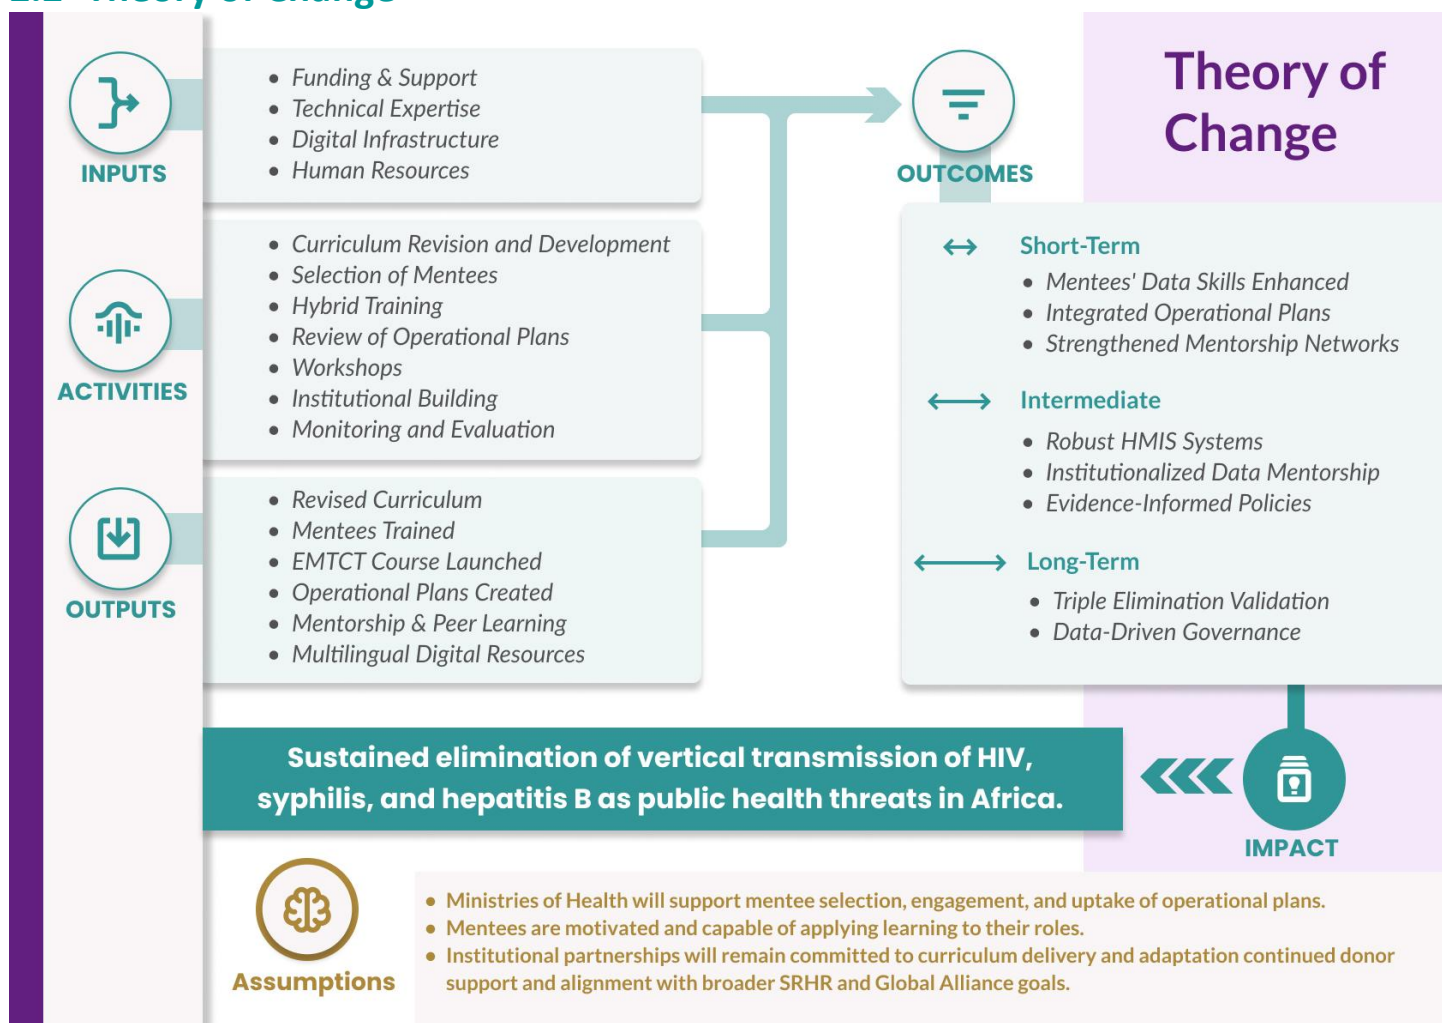 Theory of Change
Theory of
Change
INPUTS
• Funding & Support
• Technical Expertise
• Digital Infrastructure
• Human Resources
ACTIVITIES
• Curriculum Revision and Development
• Selection of Mentees
• Hybrid Training
• Review of Operational Plans
• Workshops
• Institutional Building
• Monitoring and Evaluation
OUTPUTS
• Revised Curriculum
• Mentees Trained
• EMTCT Course Launched
• Operational Plans Created
• Mentorship & Peer Learning
• Multilingual Digital Resources
OUTCOMES
Short-Term
• Mentees' Data Skills Enhanced
• Integrated Operational Plans
• Strengthened Mentorship Networks
Intermediate
• Robust HMIS Systems
• Institutionalized Data Mentorship
• Evidence-Informed Policies
Long-Term
• Triple Elimination Validation
• Data-Driven Governance
IMPACT
Sustained elimination of vertical transmission of HIV,
syphilis, and hepatitis B as public health threats in Africa.
Assumptions
• Ministries of Health will support mentee selection, engagement, and uptake of operational plans.
• Mentees are motivated and capable of applying learning to their roles.
• Institutional partnerships will remain committed to curriculum delivery and adaptation continued donor
support and alignment with broader SRHR and Global Alliance goals.